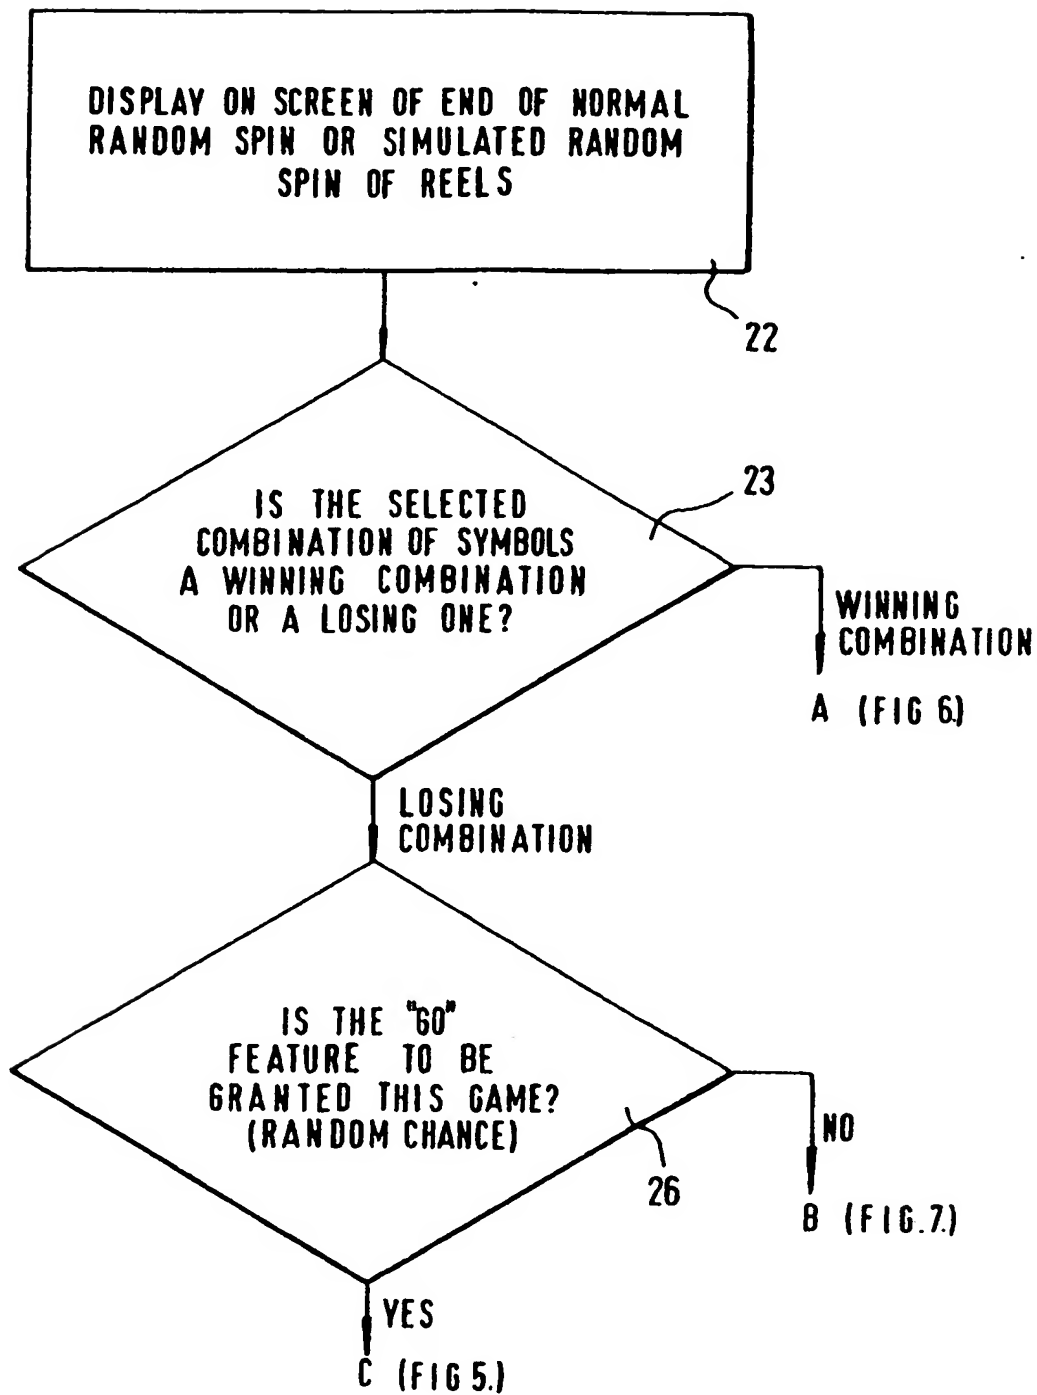 DISPLAY ON SCREEN OF END OF NORMAL
RANDOM SPIN OR SIMULATED RANDOM
SPIN OF REELS
22
23
IS THE SELECTED
COMBINATION OF SYMBOLS
A WINNING COMBINATION
OR A LOSING ONE?
WINNING
COMBINATION
A (FIG 6.)
LOSING
COMBINATION
IS THE "GO"
FEATURE TO BE
GRANTED THIS GAME?
(RANDOM CHANCE)
26
NO
B (FIG.7.)
YES
C (FIG 5.)